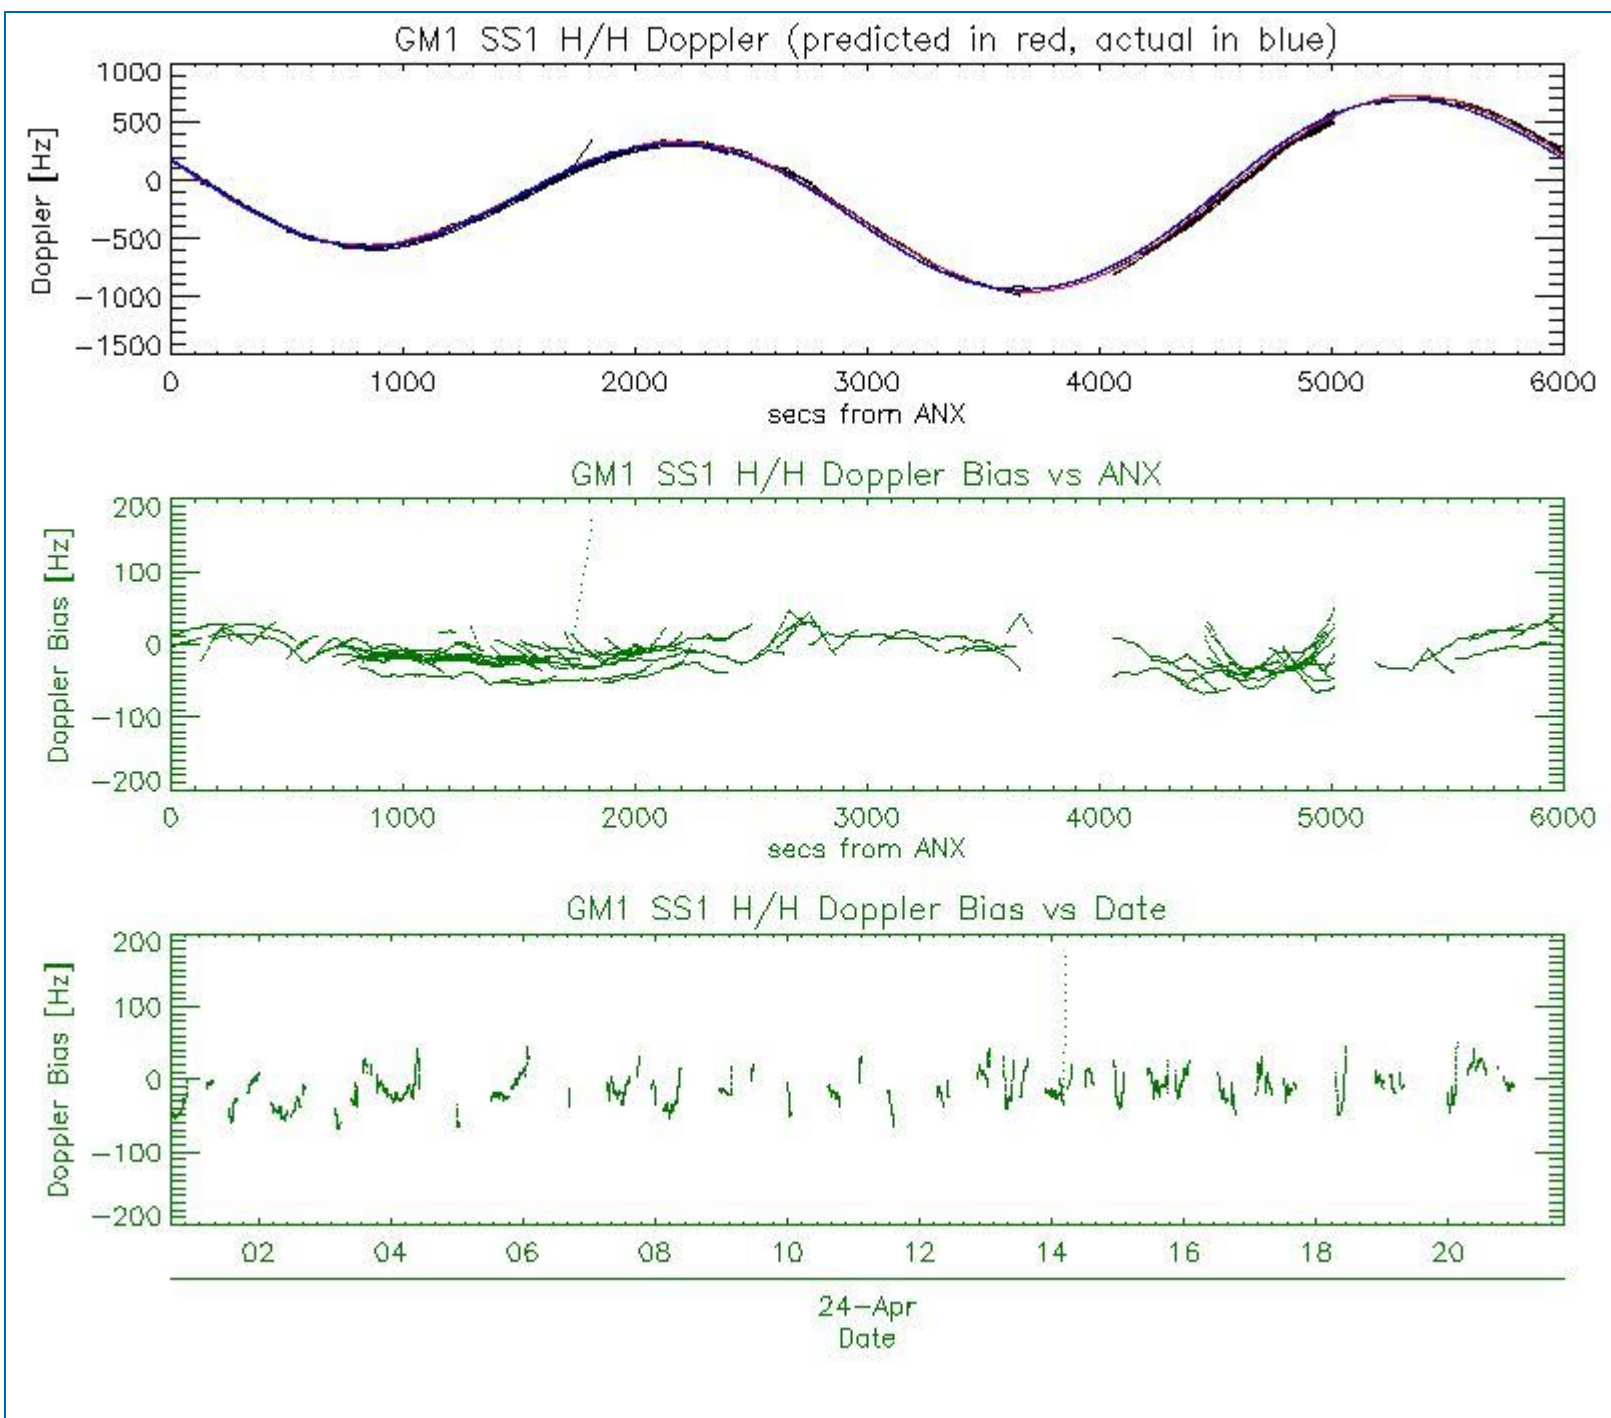 GM1 SS1 H/H Doppler (predicted in red, actual in blue)
Doppler [Hz]
1000
500
0
−500
−1000
−1500
0 1000 2000 3000 4000 5000 6000
secs from ANX
GM1 SS1 H/H Doppler Bias vs ANX
Doppler Bias [Hz]
200
100
0
−100
−200
0 1000 2000 3000 4000 5000 6000
secs from ANX
GM1 SS1 H/H Doppler Bias vs Date
Doppler Bias [Hz]
200
100
0
−100
−200
02 04 06 08 10 12 14 16 18 20
24−Apr
Date